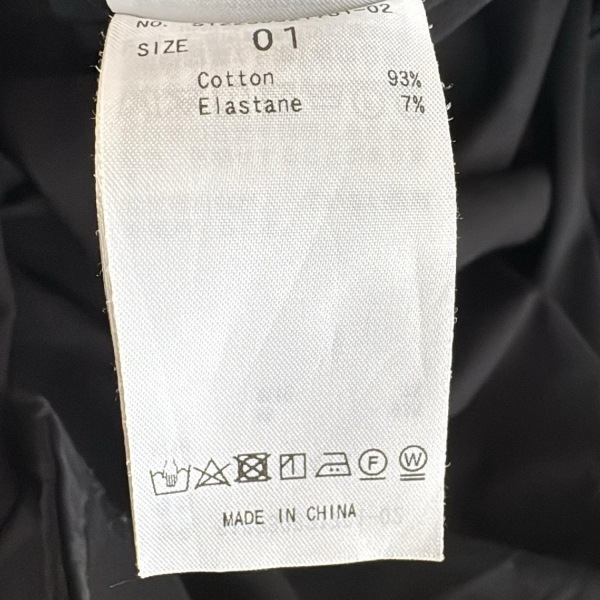 SIZE 01
Cotton 93%
Elastane 7%
F W
MADE IN CHINA